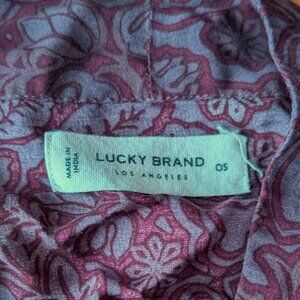 MADE IN
INDIA
LUCKY BRAND
LOS ANGELES
OS